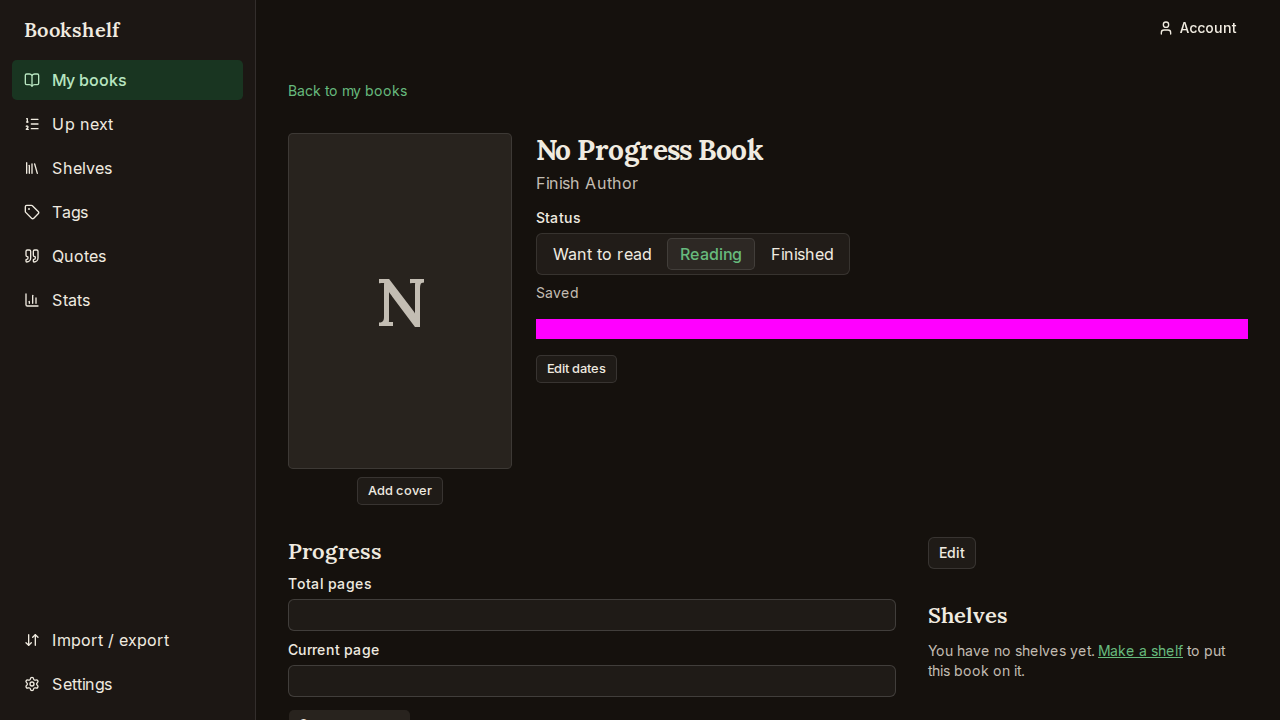 Bookshelf
My books
Up next
Shelves
Tags
Quotes
Stats
Import / export
Settings
Account
Back to my books
N
Add cover
No Progress Book
Finish Author
Status
Want to read
Reading
Finished
Saved
Edit dates
Progress
Total pages
Current page
Edit
Shelves
You have no shelves yet. Make a shelf to put
this book on it.